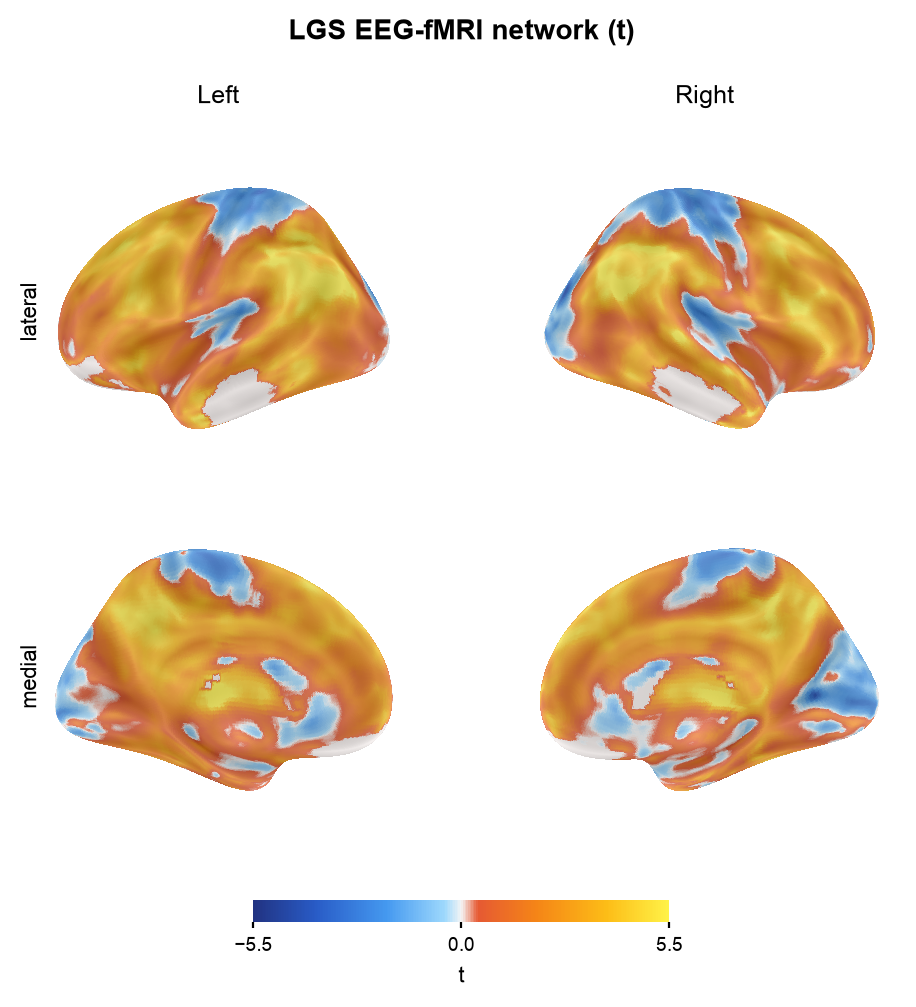 LGS EEG-fMRI network (t)
Left
Right
lateral
medial
−5.5
0.0
5.5
t